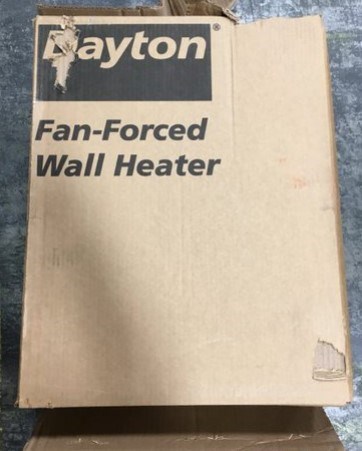 Dayton®
Fan-Forced
Wall Heater